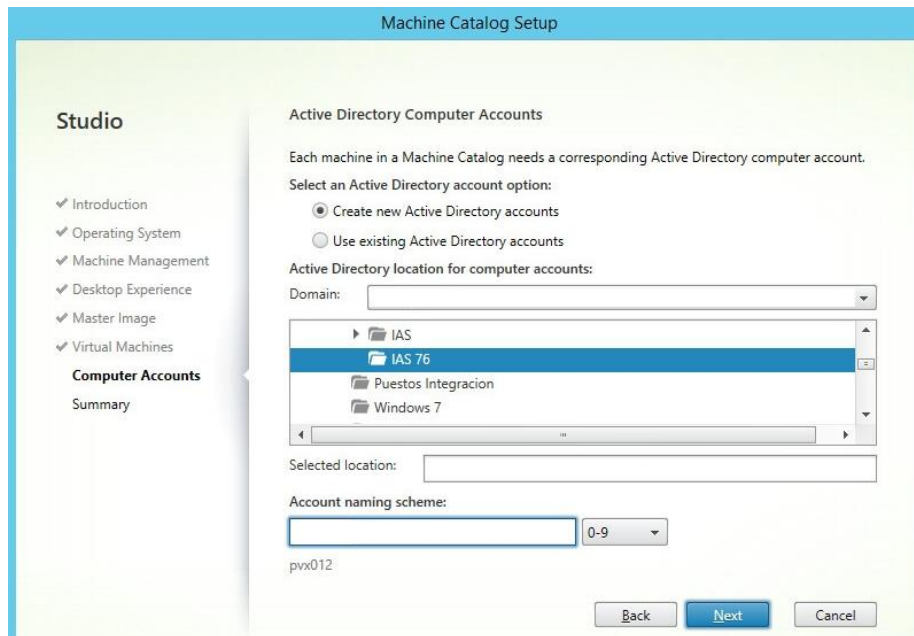 Machine Catalog Setup
Studio
Introduction
Operating System
Machine Management
Desktop Experience
Master Image
Virtual Machines
Computer Accounts
Summary
Active Directory Computer Accounts
Each machine in a Machine Catalog needs a corresponding Active Directory computer account.
Select an Active Directory account option:
Create new Active Directory accounts
Use existing Active Directory accounts
Active Directory location for computer accounts:
Domain:
IAS
IAS 76
Puestos Integracion
Windows 7
Selected location:
Account naming scheme:
0-9
pvx012
Back Next Cancel